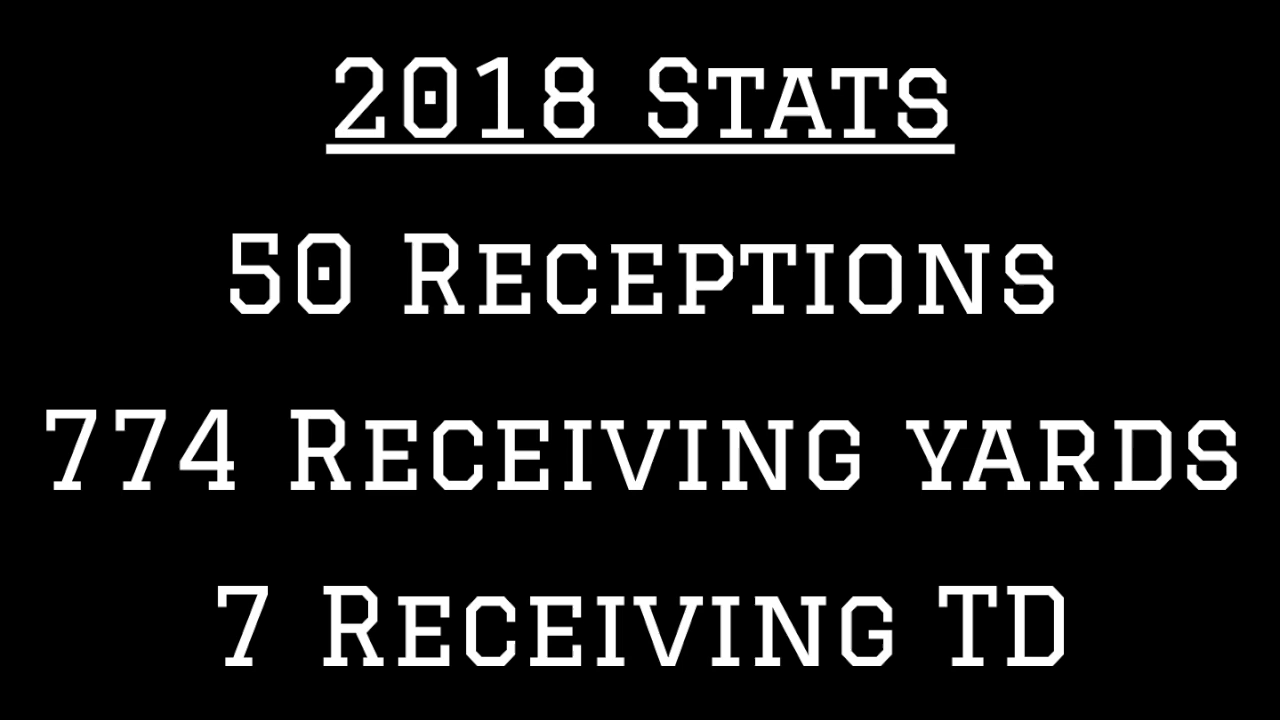 2018 Stats
50 Receptions
774 Receiving yards
7 Receiving TD